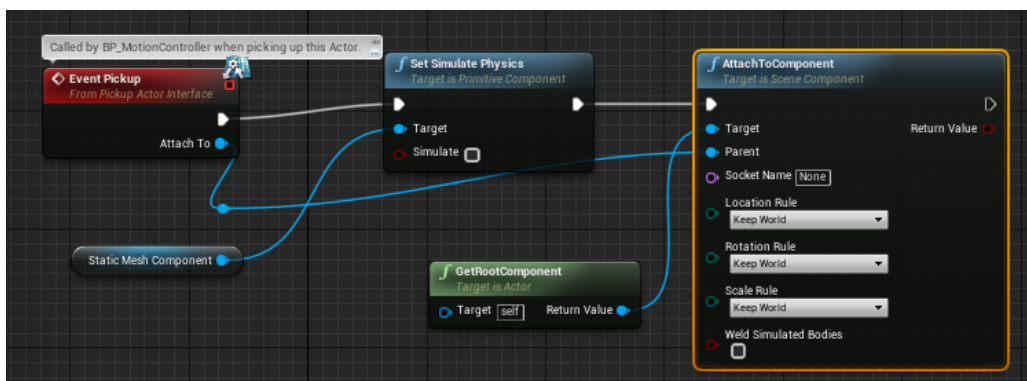 Called by BP_MotionController when picking up this Actor.
Event Pickup
From Pickup Actor Interface
Attach To
Static Mesh Component
Set Simulate Physics
Target is Primitive Component
Target
Simulate
GetRootComponent
Target is Actor
Target self Return Value
AttachToComponent
Target is Scene Component
Target Return Value
Parent
Socket Name None
Location Rule
Keep World
Rotation Rule
Keep World
Scale Rule
Keep World
Weld Simulated Bodies